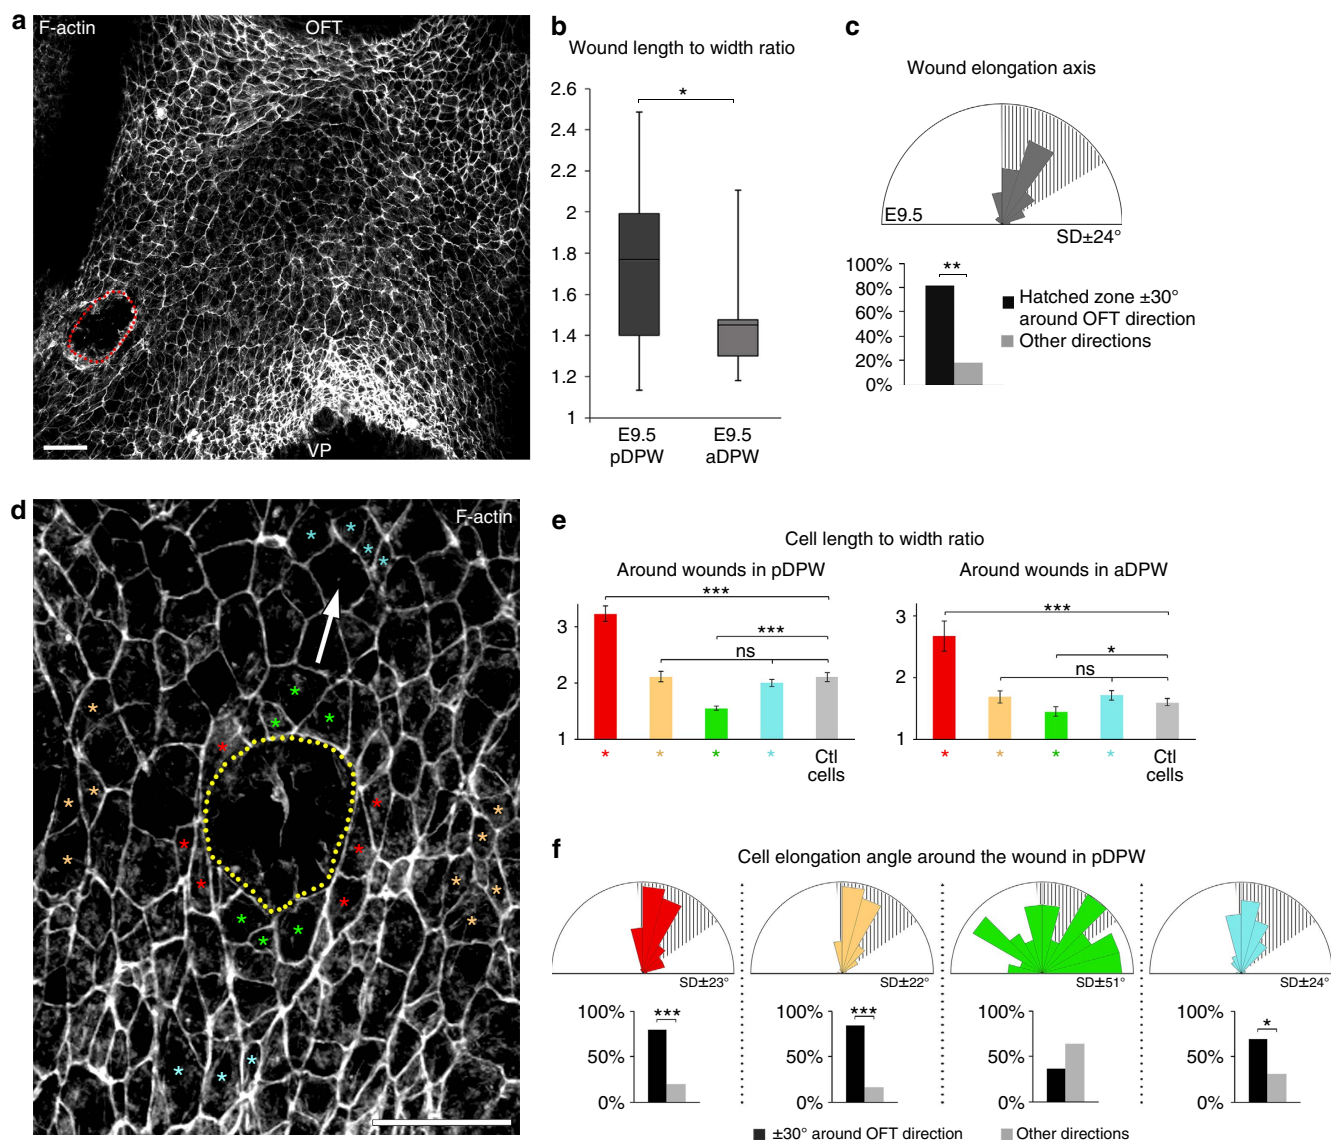 a
F-actin
OFT
VP
b
Wound length to width ratio
2.6
2.4
2.2
2
1.8
1.6
1.4
1.2
1
*
E9.5
pDPW
E9.5
aDPW
c
Wound elongation axis
E9.5
SD±24°
100%
80%
60%
40%
20%
0%
**
Hatched zone ±30°
around OFT direction
Other directions
d
F-actin
e
Cell length to width ratio
Around wounds in pDPW
***
***
ns
3
2
1
* * * * Ctl
cells
Around wounds in aDPW
***
*
ns
3
2
1
* * * * Ctl
cells
f
Cell elongation angle around the wound in pDPW
SD±23°
SD±22°
SD±51°
SD±24°
100%
50%
0%
***
100%
50%
0%
***
100%
50%
0%
100%
50%
0%
*
±30° around OFT direction
Other directions